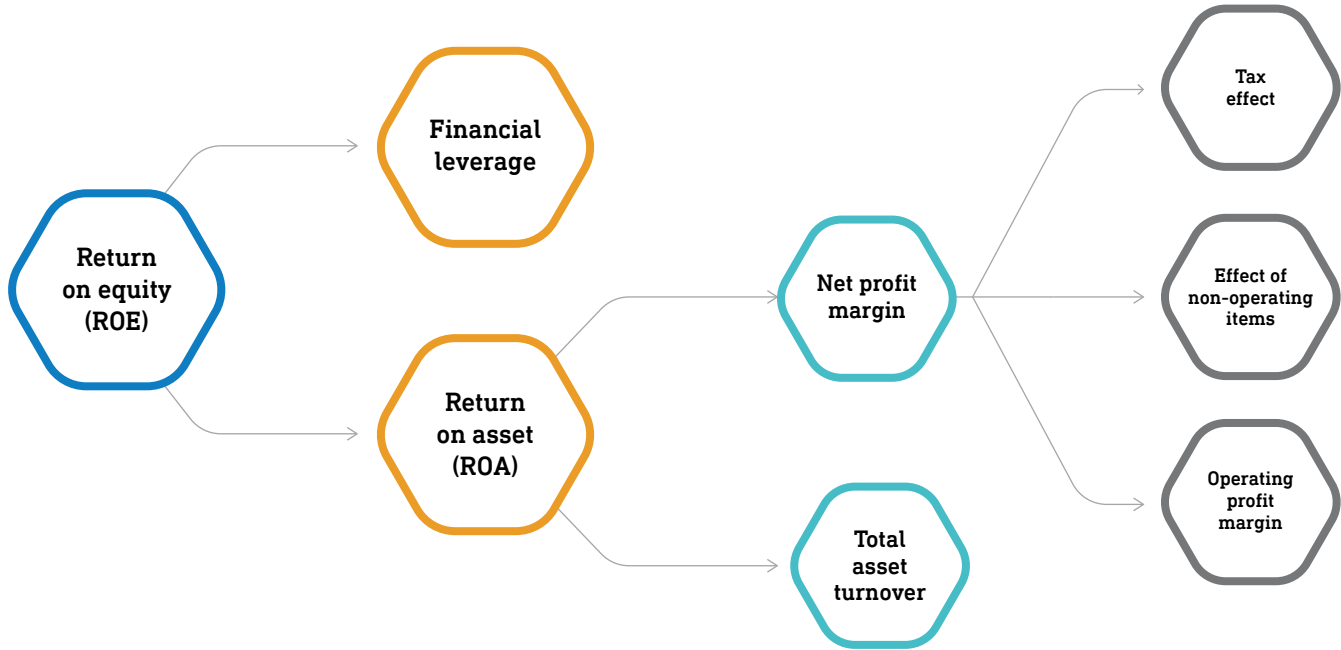 Return
on equity
(ROE)
Financial
leverage
Return
on asset
(ROA)
Net profit
margin
Total
asset
turnover
Tax
effect
Effect of
non-operating
items
Operating
profit
margin